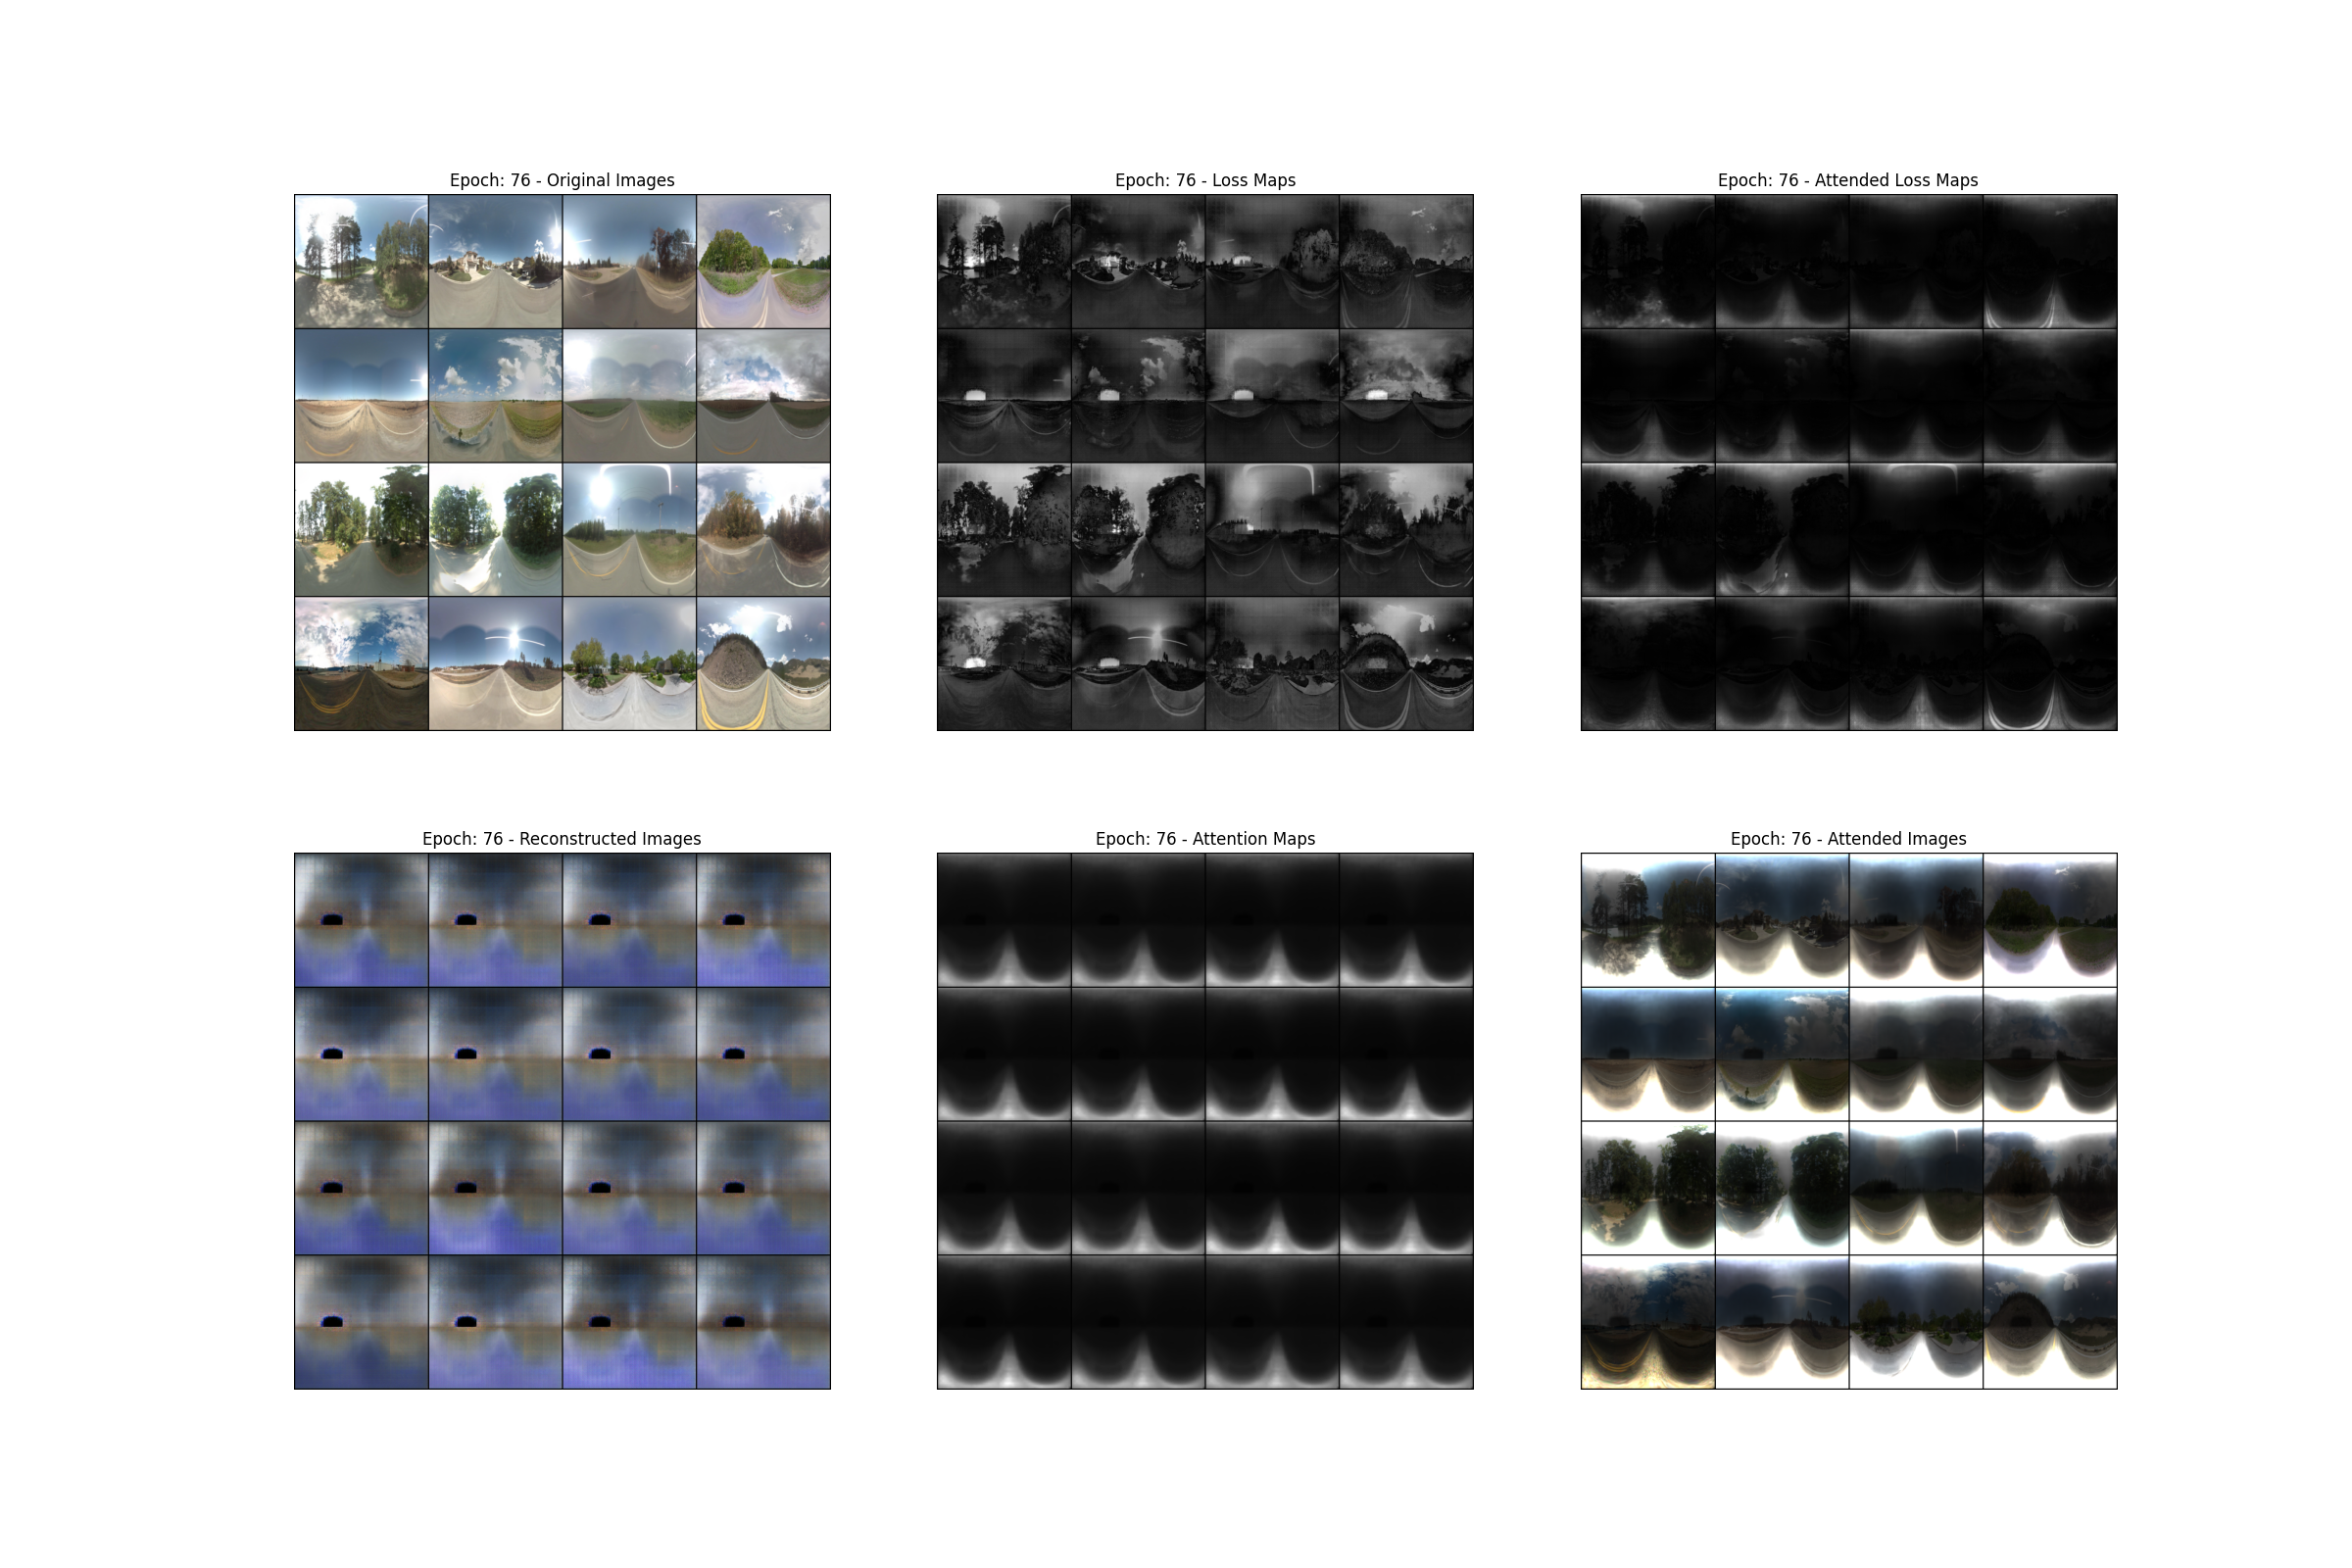 Epoch: 76 - Original Images
Epoch: 76 - Loss Maps
Epoch: 76 - Attended Loss Maps
Epoch: 76 - Reconstructed Images
Epoch: 76 - Attention Maps
Epoch: 76 - Attended Images